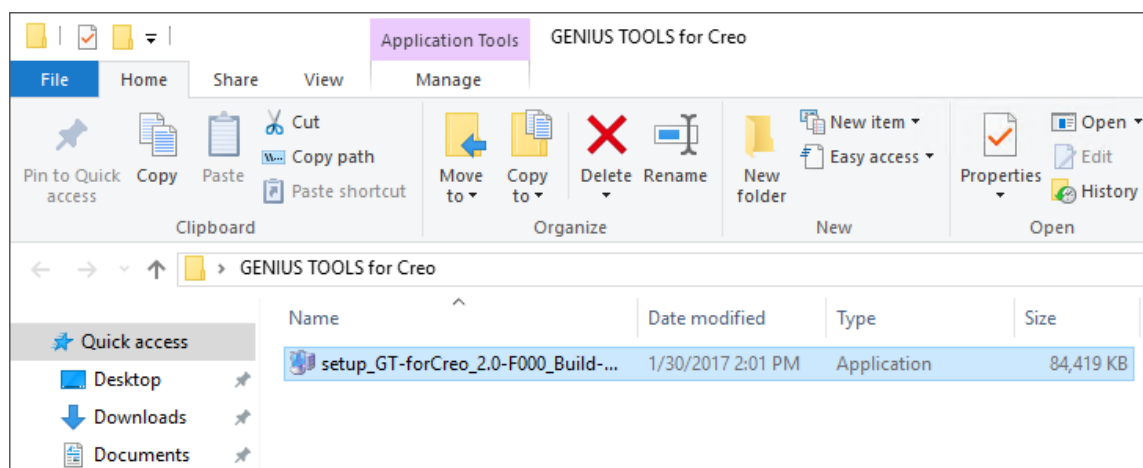 Application Tools GENIUS TOOLS for Creo
File Home Share View Manage
Pin to Quick access
Copy
Paste
Cut
Copy path
Paste shortcut
Clipboard
Move to
Copy to
Delete
Rename
Organize
New folder
New item
Easy access
New
Properties
Open
Edit
History
Open
GENIUS TOOLS for Creo
Name Date modified Type Size
Quick access
Desktop
Downloads
Documents
setup_GT-forCreo_2.0-F000_Build-... 1/30/2017 2:01 PM Application 84,419 KB